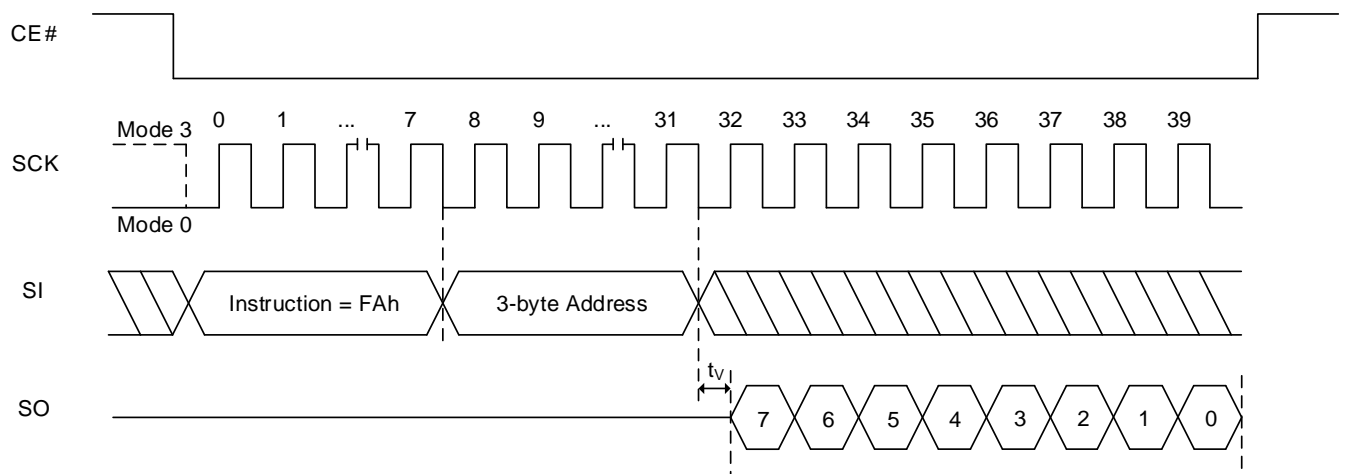 CE#
0 1 ... 7 8 9 ... 31 32 33 34 35 36 37 38 39
Mode 3
SCK
Mode 0
SI
Instruction = FAh
3-byte Address
tV
SO
7 6 5 4 3 2 1 0